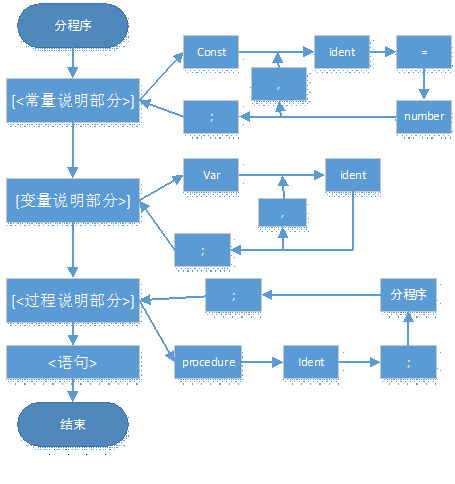 分程序
Const
ident
=
[<常量说明部分>]
,
;
number
Var
ident
[变量说明部分>]
,
;
[<过程说明部分>]
;
分程序
<语句>
procedure
Ident
;
结束